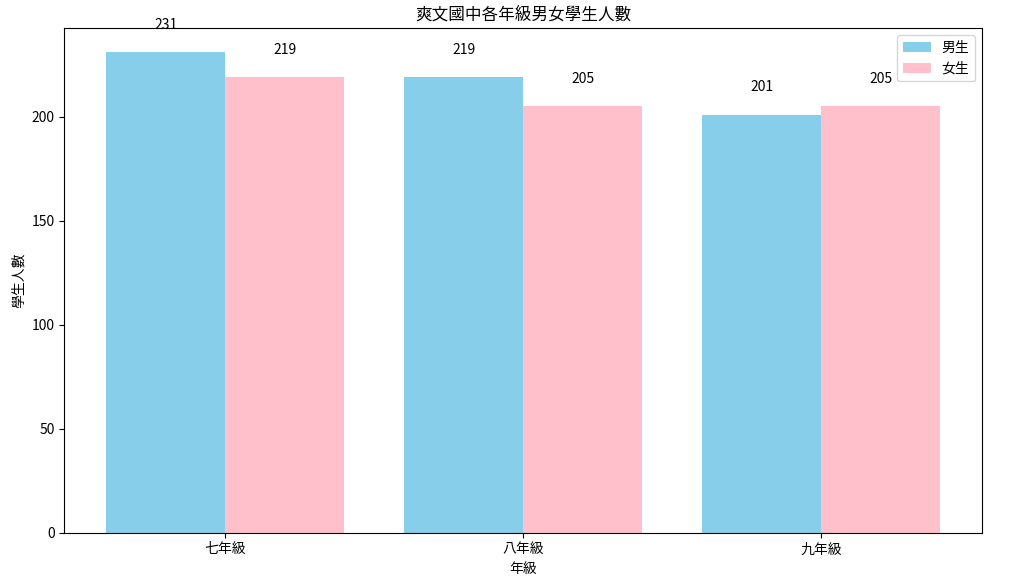 爽文國中各年級男女學生人數
231
219
219
205
201
205
男生
女生
學生人數
200
150
100
50
0
七年級
八年級
九年級
年級